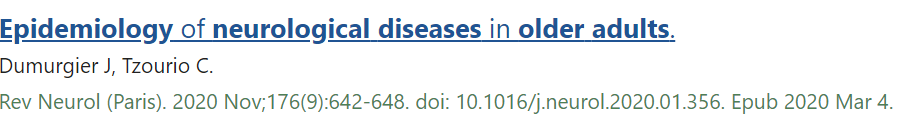 Epidemiology of neurological diseases in older adults.
Dumurgier J, Tzourio C.
Rev Neurol (Paris). 2020 Nov;176(9):642-648. doi: 10.1016/j.neurol.2020.01.356. Epub 2020 Mar 4.